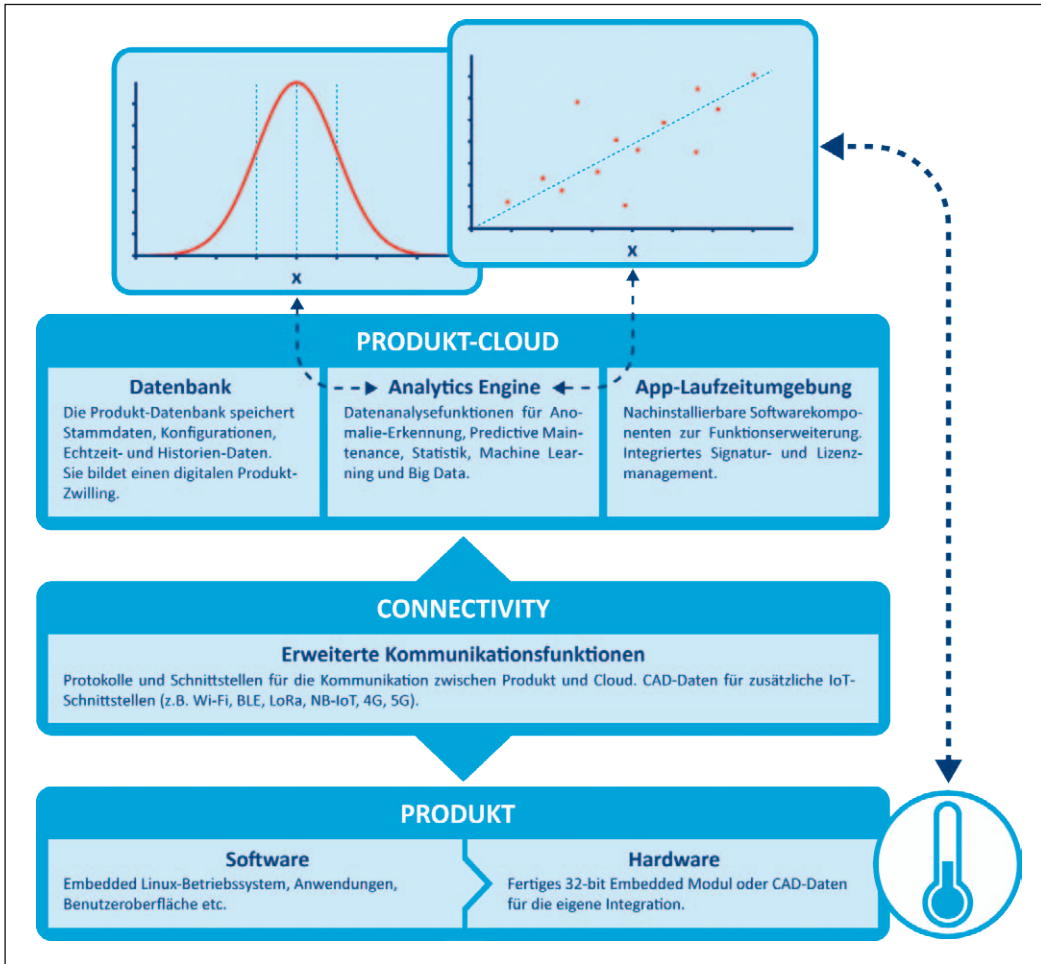 x
x
PRODUKT-CLOUD
Datenbank
Die Produkt-Datenbank speichert
Stammdaten, Konfigurationen,
Echtzeit- und Historien-Daten.
Sie bildet einen digitalen Produkt-
Zwilling.
Analytics Engine
Datenanalysefunktionen für Ano-
malie-Erkennung, Predictive Main-
tenance, Statistik, Machine Lear-
ning und Big Data.
App-Laufzeitumgebung
Nachinstallierbare Softwarekompo-
nenten zur Funktionserweiterung.
Integriertes Signatur- und Lizenz-
management.
CONNECTIVITY
Erweiterte Kommunikationsfunktionen
Protokolle und Schnittstellen für die Kommunikation zwischen Produkt und Cloud. CAD-Daten für zusätzliche IoT-
Schnittstellen (z.B. Wi-Fi, BLE, LoRa, NB-IoT, 4G, 5G).
PRODUKT
Software
Embedded Linux-Betriebssystem, Anwendungen,
Benutzeroberfläche etc.
Hardware
Fertiges 32-bit Embedded Modul oder CAD-Daten
für die eigene Integration.